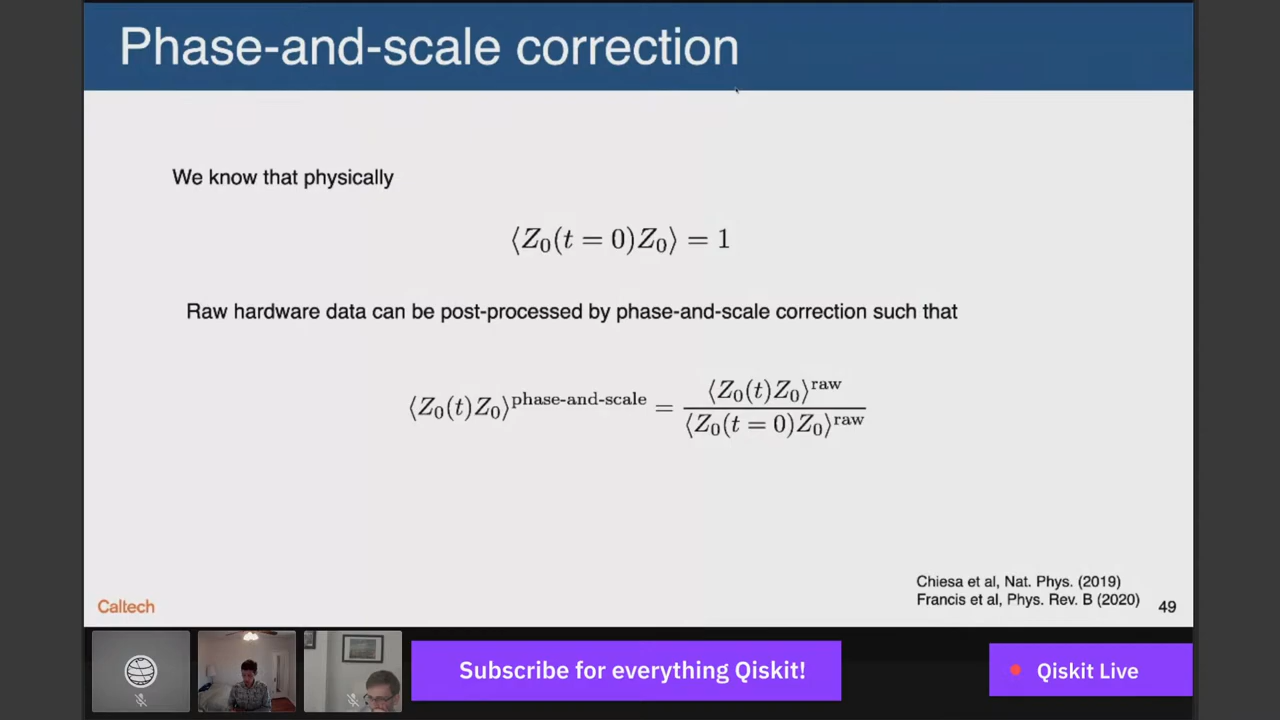 Phase-and-scale correction
We know that physically
⟨Z₀(t = 0)Z₀⟩ = 1
Raw hardware data can be post-processed by phase-and-scale correction such that
⟨Z₀(t)Z₀⟩^phase-and-scale = ⟨Z₀(t)Z₀⟩^raw / ⟨Z₀(t = 0)Z₀⟩^raw
Chiesa et al, Nat. Phys. (2019)
Francis et al, Phys. Rev. B (2020)
49
Caltech
Subscribe for everything Qiskit!
Qiskit Live